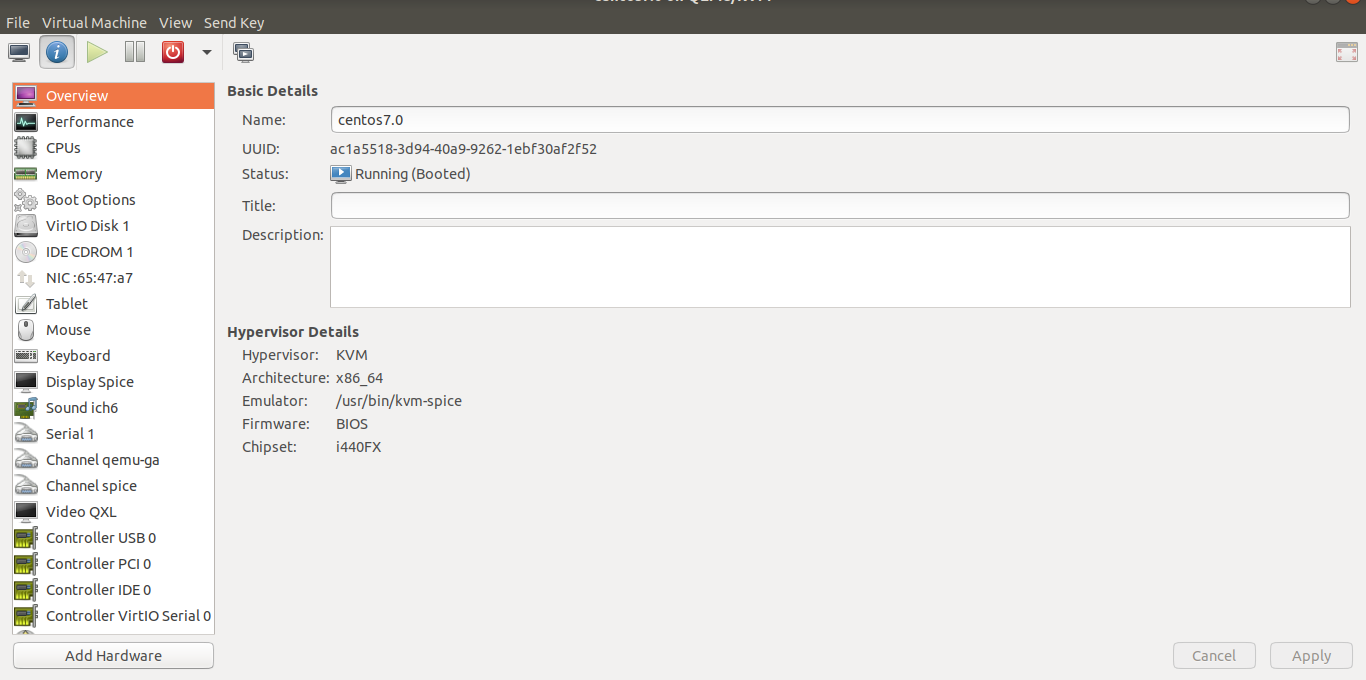 File Virtual Machine View Send Key
Overview
Performance
CPUs
Memory
Boot Options
VirtIO Disk 1
IDE CDROM 1
NIC :65:47:a7
Tablet
Mouse
Keyboard
Display Spice
Sound ich6
Serial 1
Channel qemu-ga
Channel spice
Video QXL
Controller USB 0
Controller PCI 0
Controller IDE 0
Controller VirtIO Serial 0
Add Hardware
Basic Details
Name: centos7.0
UUID: ac1a5518-3d94-40a9-9262-1ebf30af2f52
Status: Running (Booted)
Title:
Description:
Hypervisor Details
Hypervisor: KVM
Architecture: x86_64
Emulator: /usr/bin/kvm-spice
Firmware: BIOS
Chipset: i440FX
Cancel Apply